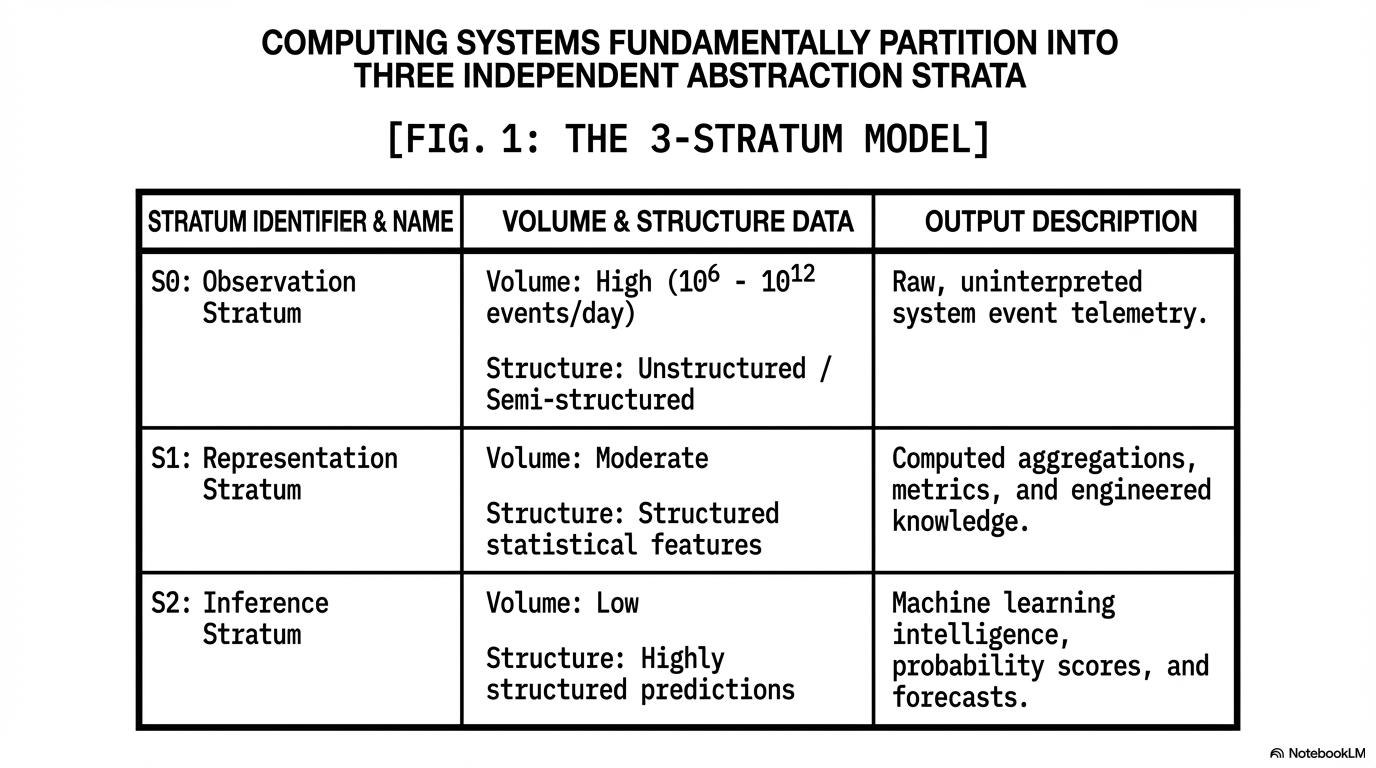 COMPUTING SYSTEMS FUNDAMENTALLY PARTITION INTO
THREE INDEPENDENT ABSTRACTION STRATA
[FIG. 1: THE 3-STRATUM MODEL]
STRATUM IDENTIFIER & NAME
VOLUME & STRUCTURE DATA
OUTPUT DESCRIPTION
S0: Observation
Stratum
Volume: High (10⁶ - 10¹²
events/day)
Structure: Unstructured /
Semi-structured
Raw, uninterpreted
system event telemetry.
S1: Representation
Stratum
Volume: Moderate
Structure: Structured
statistical features
Computed aggregations,
metrics, and engineered
knowledge.
S2: Inference
Stratum
Volume: Low
Structure: Highly
structured predictions
Machine learning
intelligence,
probability scores, and
forecasts.
NotebookLM